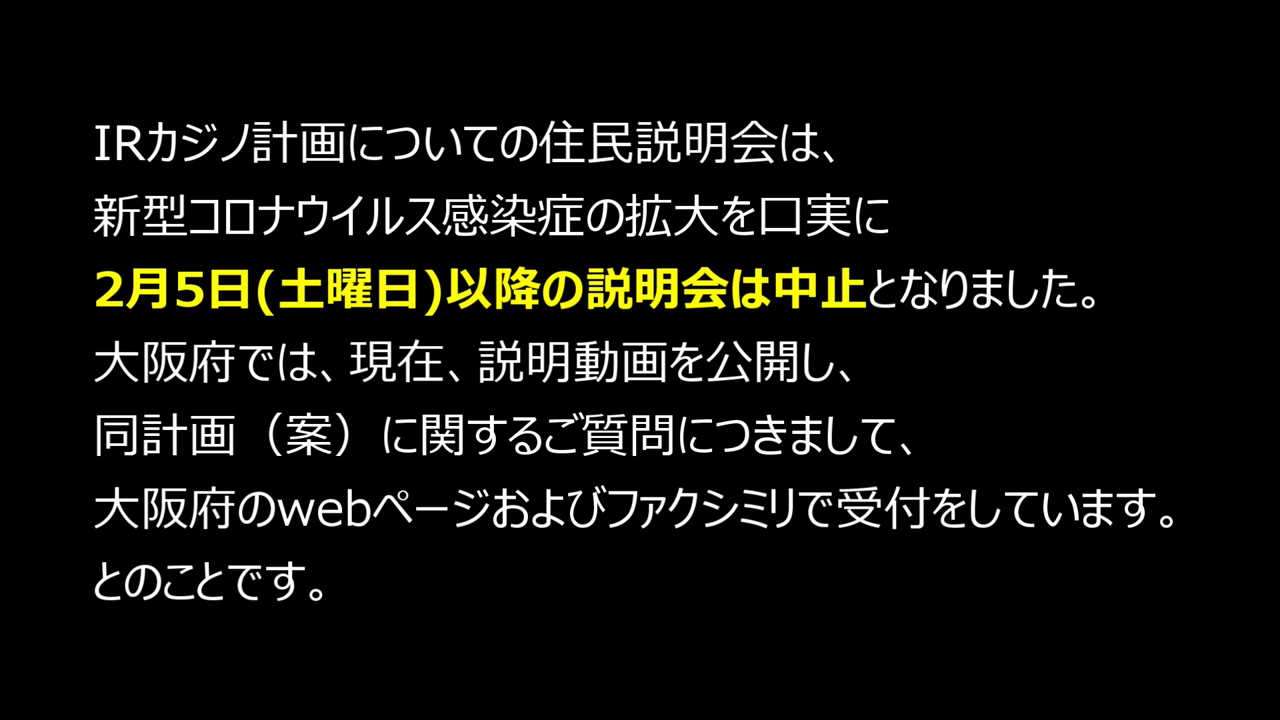 IRカジノ計画についての住民説明会は、
新型コロナウイルス感染症の拡大を口実に
2月5日(土曜日)以降の説明会は中止となりました。
大阪府では、現在、説明動画を公開し、
同計画（案）に関するご質問につきまして、
大阪府のwebページおよびファクシミリで受付をしています。
とのことです。